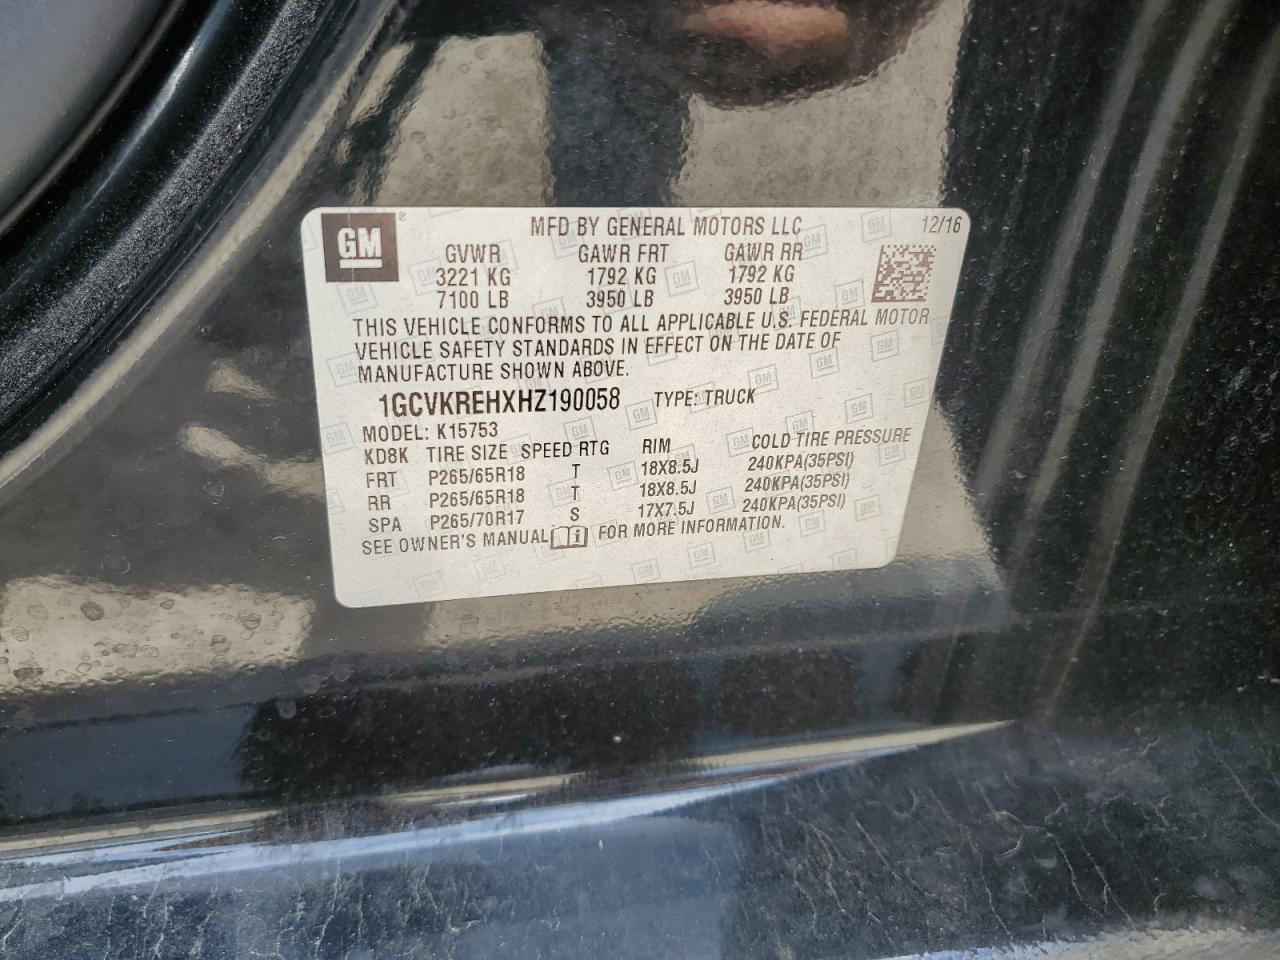 GM
MFD BY GENERAL MOTORS LLC
12/16
GVWR GAWR FRT GAWR RR
3221 KG 1792 KG 1792 KG
7100 LB 3950 LB 3950 LB
THIS VEHICLE CONFORMS TO ALL APPLICABLE U.S. FEDERAL MOTOR
VEHICLE SAFETY STANDARDS IN EFFECT ON THE DATE OF
MANUFACTURE SHOWN ABOVE.
1GCVKREHXHZ190058 TYPE: TRUCK
MODEL: K15753
KD8K TIRE SIZE SPEED RTG RIM COLD TIRE PRESSURE
FRT P265/65R18 T 18X8.5J 240KPA(35PSI)
RR P265/65R18 T 18X8.5J 240KPA(35PSI)
SPA P265/70R17 S 17X7.5J 240KPA(35PSI)
SEE OWNER'S MANUAL FOR MORE INFORMATION.